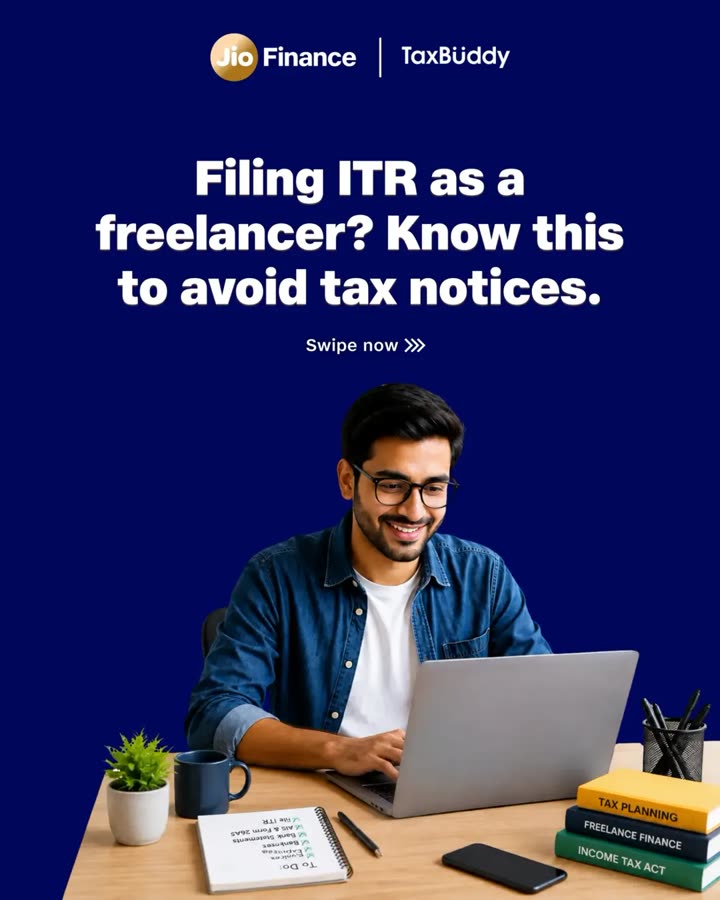 Jio Finance | TaxBuddy
Filing ITR as a
freelancer? Know this
to avoid tax notices.
Swipe now >>>
To Do:
Expenses
Bank Statements
AIS & Form 26AS
File ITR
TAX PLANNING
FREELANCE FINANCE
INCOME TAX ACT